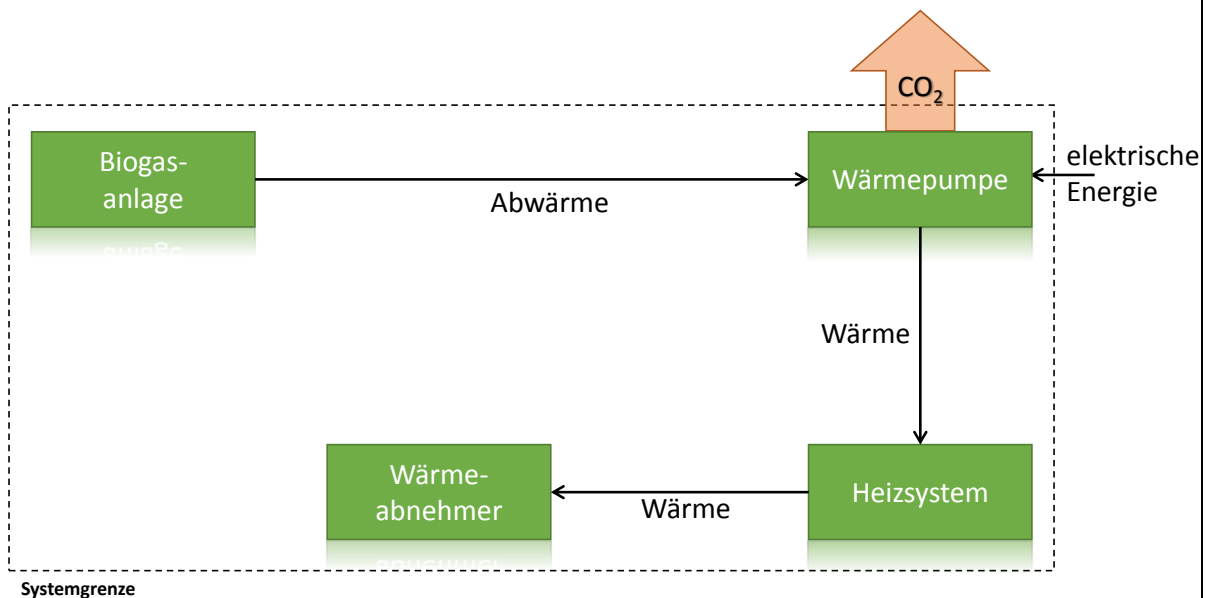 CO₂
Biogas-
anlage
Abwärme
Wärmepumpe
elektrische
Energie
Wärme
Wärme-
abnehmer
Wärme
Heizsystem
Systemgrenze